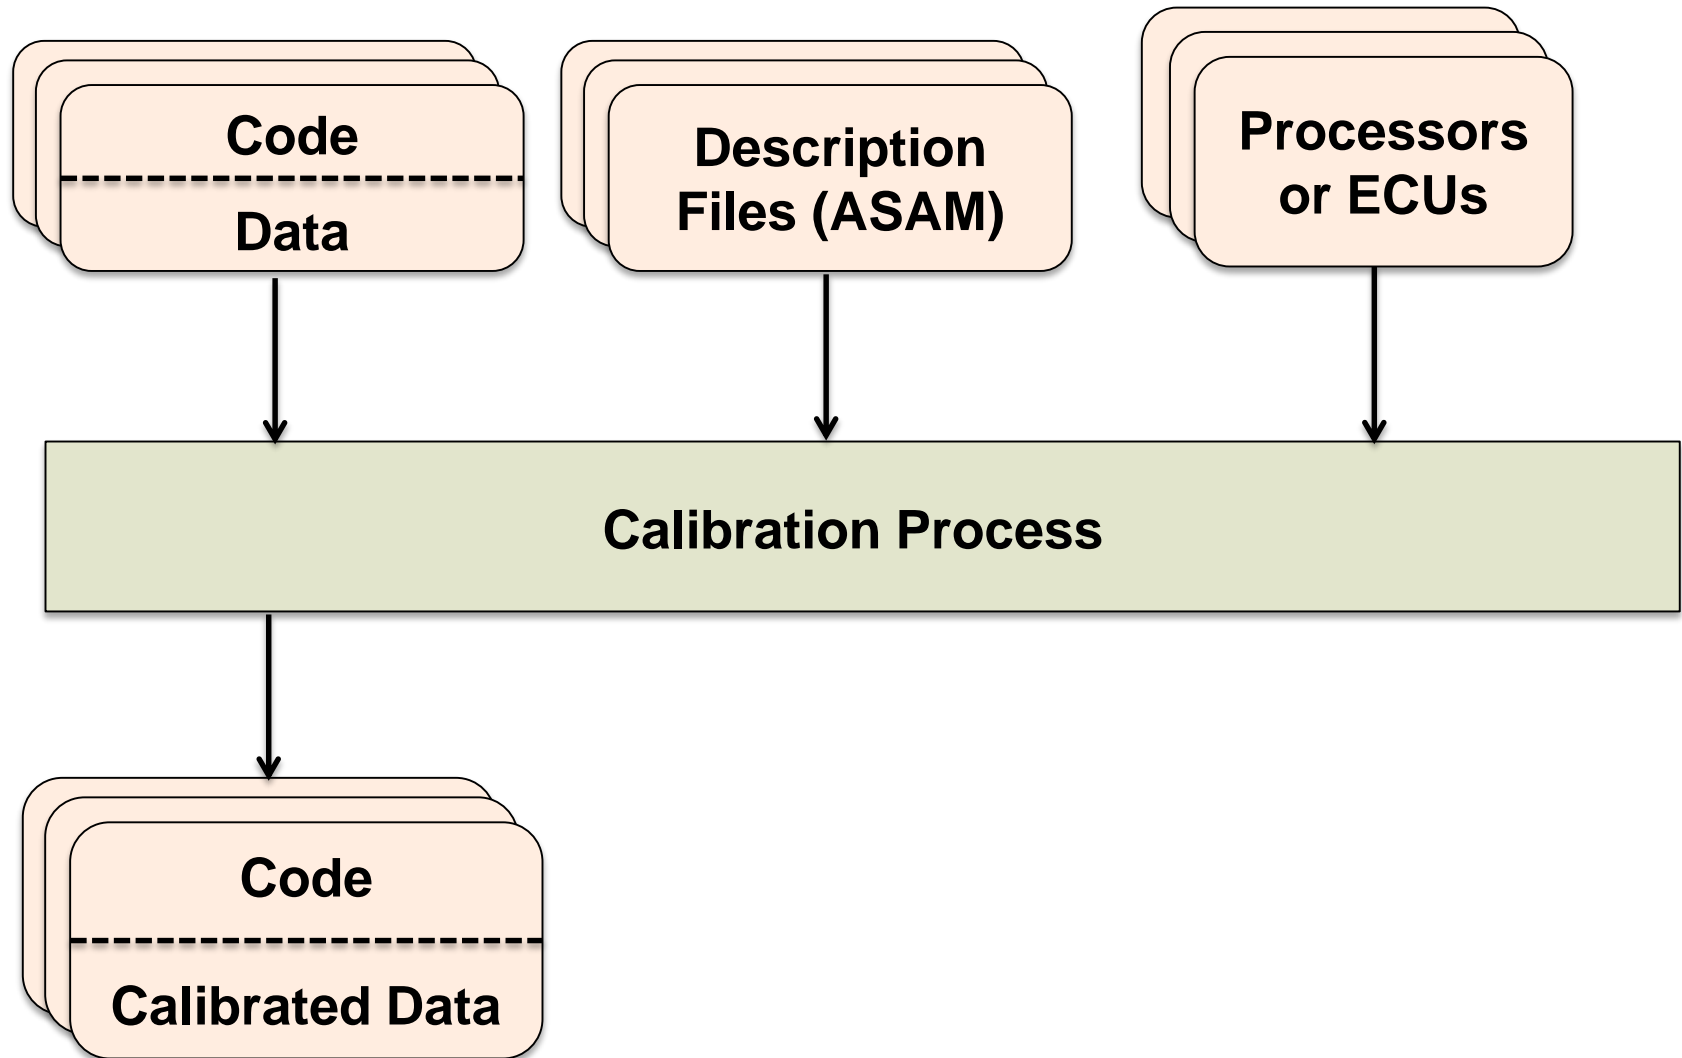 Code
Data
Description
Files (ASAM)
Processors
or ECUs
Calibration Process
Code
Calibrated Data